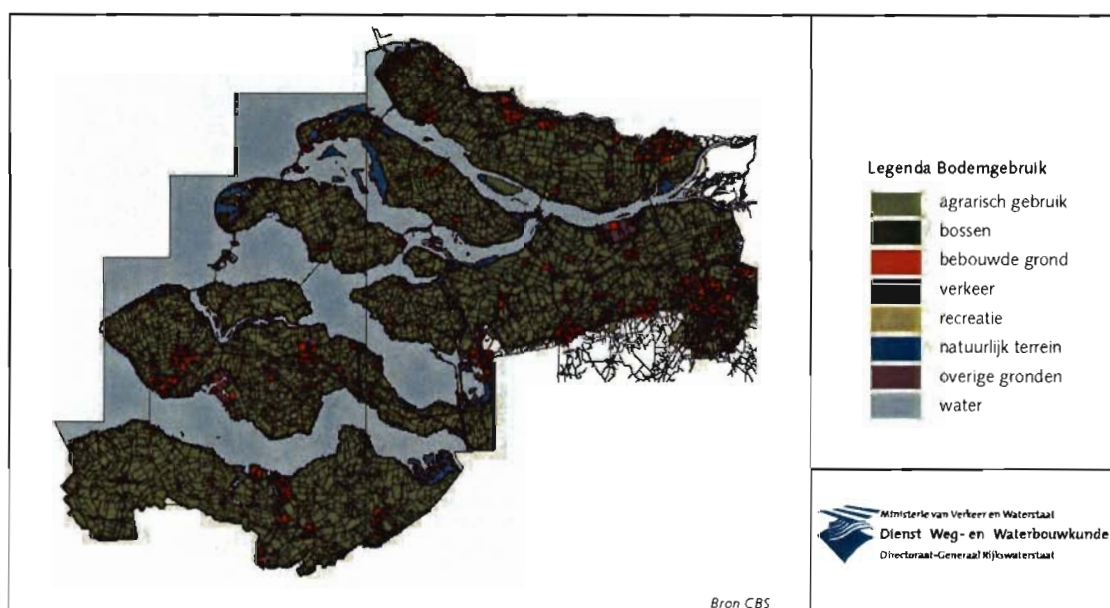 Legenda Bodemgebruik
agrarisch gebruik
bossen
bebouwde grond
verkeer
recreatie
natuurlijk terrein
overige gronden
water
Ministerie van Verkeer en Waterstaat
Dienst Weg- en Waterbouwkunde
Directoraat-Generaal Rijkswaterstaat
Bron CBS